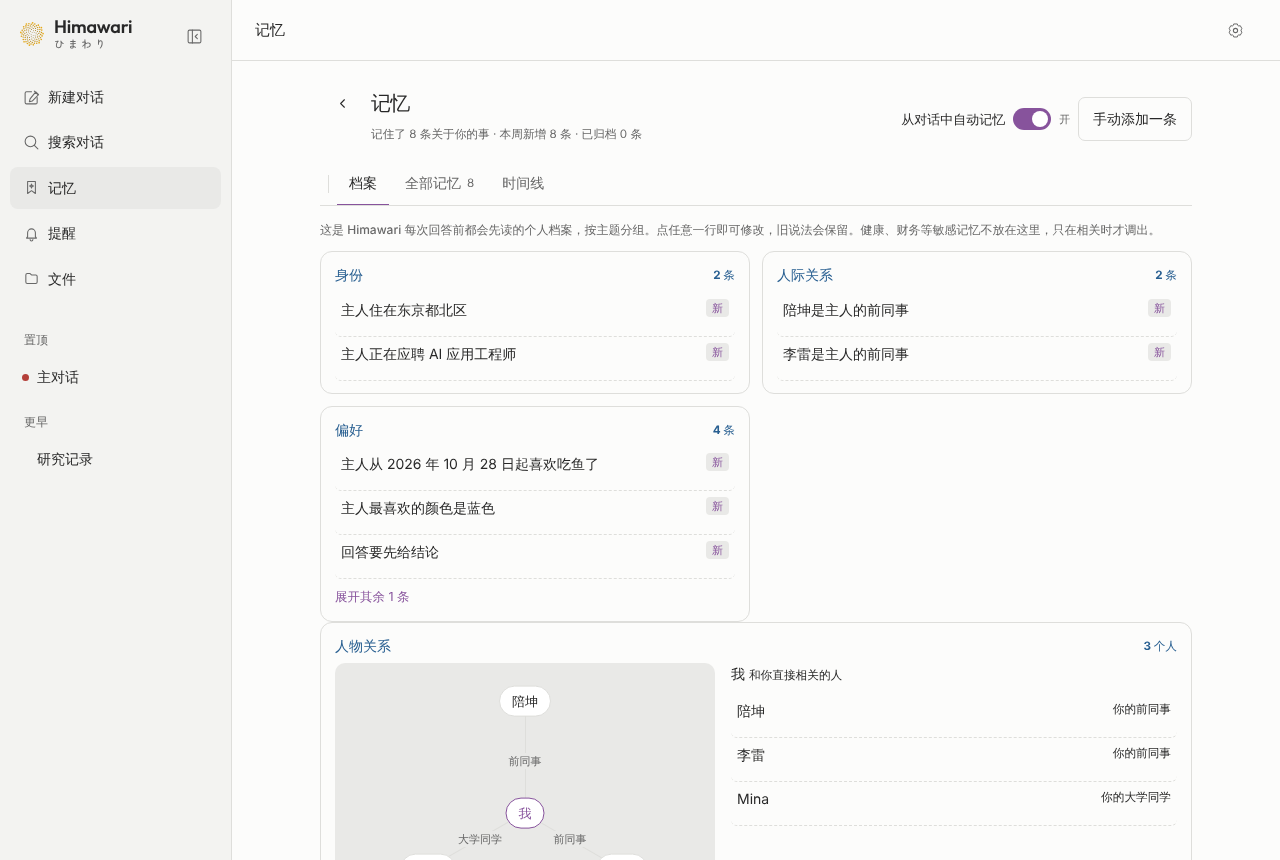 Himawari
ひまわり
新建对话
搜索对话
记忆
提醒
文件
置顶
主对话
更早
研究记录
记忆
记忆
记住了 8 条关于你的事 · 本周新增 8 条 · 已归档 0 条
从对话中自动记忆 开 手动添加一条
档案 全部记忆 8 时间线
这是 Himawari 每次回答前都会先读的个人档案，按主题分组。点任意一行即可修改，旧说法会保留。健康、财务等敏感记忆不放在这里，只在相关时才调出。
身份 2 条
主人住在东京都北区 新
主人正在应聘 AI 应用工程师 新
人际关系 2 条
陪坤是主人的前同事 新
李雷是主人的前同事 新
偏好 4 条
主人从 2026 年 10 月 28 日起喜欢吃鱼了 新
主人最喜欢的颜色是蓝色 新
回答要先给结论 新
展开其余 1 条
人物关系 3 个人
陪坤
前同事
我
大学同学 前同事
我 和你直接相关的人
陪坤 你的前同事
李雷 你的前同事
Mina 你的大学同学